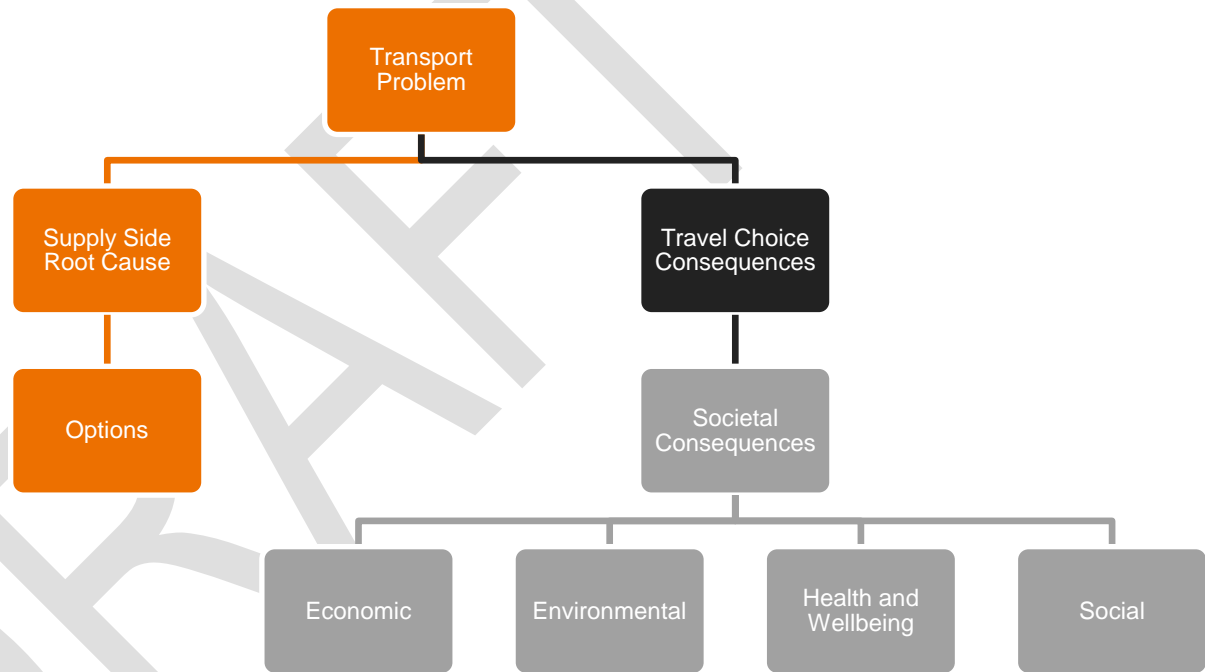 Transport
Problem
Supply Side
Root Cause
Travel Choice
Consequences
Options
Societal
Consequences
Economic
Environmental
Health and
Wellbeing
Social